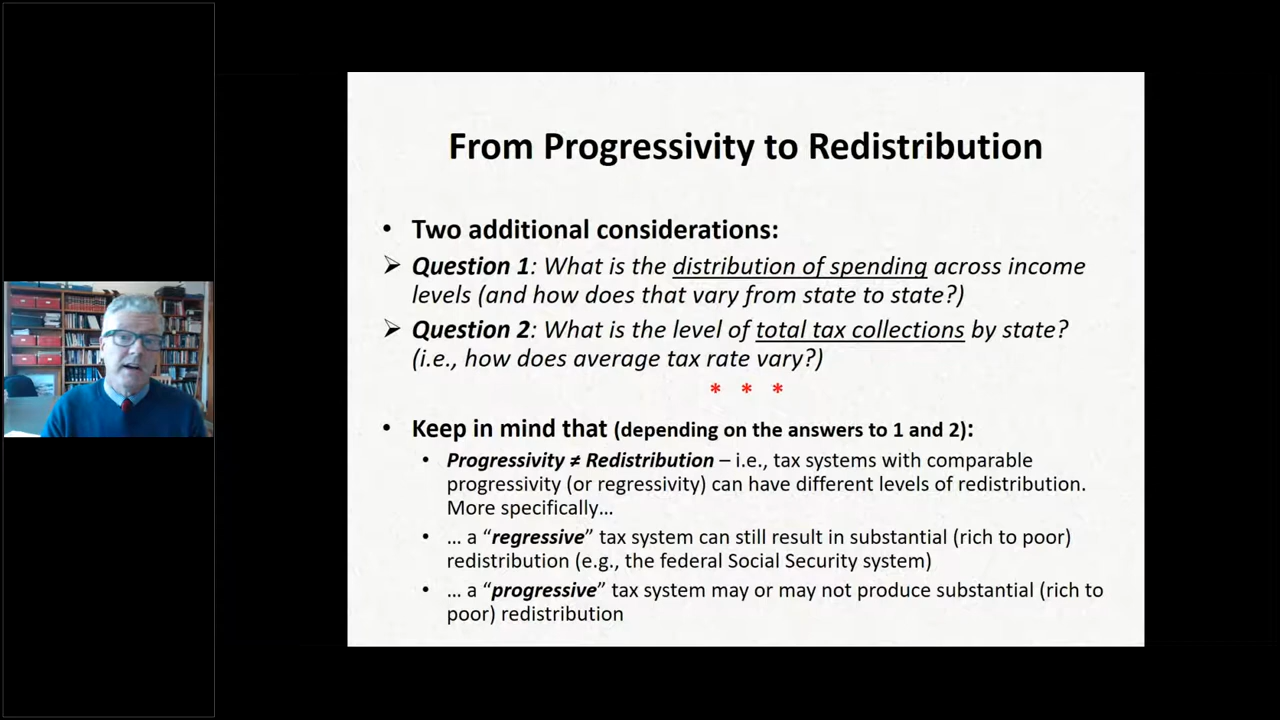 From Progressivity to Redistribution
• Two additional considerations:
➢ Question 1: What is the distribution of spending across income
levels (and how does that vary from state to state?)
➢ Question 2: What is the level of total tax collections by state?
(i.e., how does average tax rate vary?)
* * *
• Keep in mind that (depending on the answers to 1 and 2):
• Progressivity ≠ Redistribution – i.e., tax systems with comparable
progressivity (or regressivity) can have different levels of redistribution.
More specifically…
• … a “regressive” tax system can still result in substantial (rich to poor)
redistribution (e.g., the federal Social Security system)
• … a “progressive” tax system may or may not produce substantial (rich to
poor) redistribution